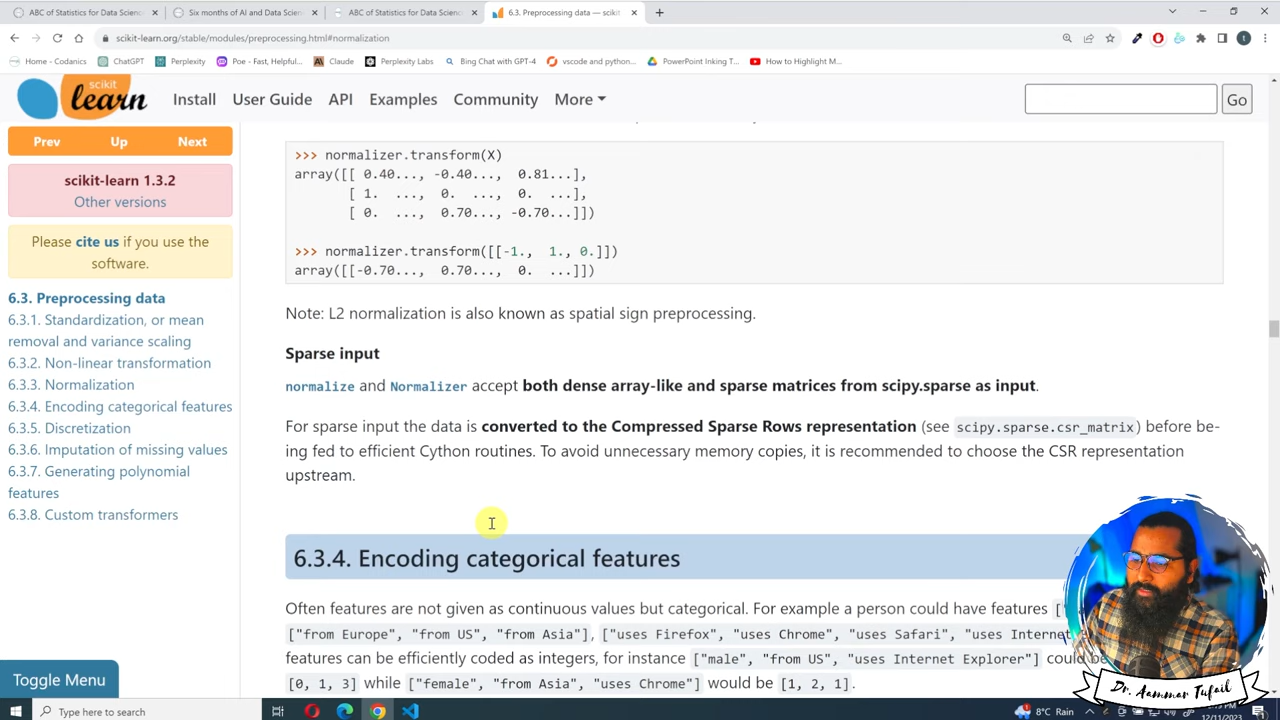 ABC of Statistics for Data Scien
Six months of AI and Data Scien
ABC of Statistics for Data Scien
6.3. Preprocessing data — scikit
scikit-learn.org/stable/modules/preprocessing.html#normalization
Home - Codanics
ChatGPT
Perplexity
Poe - Fast, Helpful...
Claude
Perplexity Labs
Bing Chat with GPT-4
vscode and python...
PowerPoint Inking T...
How to Highlight M...
scikit
learn
Install
User Guide
API
Examples
Community
More
Go
Prev
Up
Next
scikit-learn 1.3.2
Other versions
Please cite us if you use the
software.
6.3. Preprocessing data
6.3.1. Standardization, or mean
removal and variance scaling
6.3.2. Non-linear transformation
6.3.3. Normalization
6.3.4. Encoding categorical features
6.3.5. Discretization
6.3.6. Imputation of missing values
6.3.7. Generating polynomial
features
6.3.8. Custom transformers
Toggle Menu
>>> normalizer.transform(X)
array([[ 0.40..., -0.40..., 0.81...],
[ 1. ..., 0. ..., 0. ...],
[ 0. ..., 0.70..., -0.70...]])
>>> normalizer.transform([[-1., 1., 0.]])
array([[-0.70..., 0.70..., 0. ...]])
Note: L2 normalization is also known as spatial sign preprocessing.
Sparse input
normalize and Normalizer accept both dense array-like and sparse matrices from scipy.sparse as input.
For sparse input the data is converted to the Compressed Sparse Rows representation (see scipy.sparse.csr_matrix) before be-
ing fed to efficient Cython routines. To avoid unnecessary memory copies, it is recommended to choose the CSR representation
upstream.
6.3.4. Encoding categorical features
Often features are not given as continuous values but categorical. For example a person could have features [
["from Europe", "from US", "from Asia"], ["uses Firefox", "uses Chrome", "uses Safari", "uses Internet
features can be efficiently coded as integers, for instance ["male", "from US", "uses Internet Explorer"] could be
[0, 1, 3] while ["female", "from Asia", "uses Chrome"] would be [1, 2, 1].
Dr. Aammar Tufail
Type here to search
8°C Rain
12/11/2023